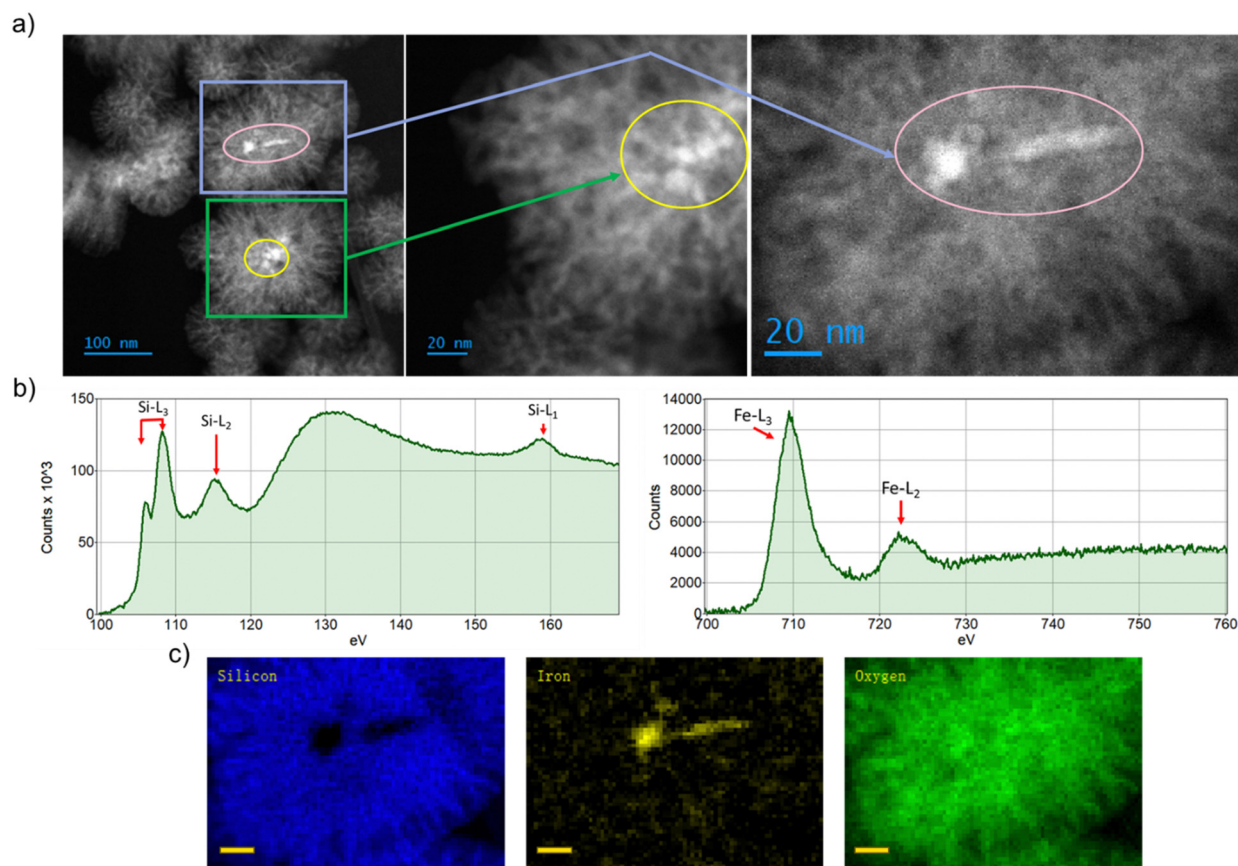 a)
100 nm
20 nm
20 nm
b)
Counts x 10^3
150
100
50
0
100 110 120 130 140 150 160
eV
Si-L3
Si-L2
Si-L1
Counts
14000
12000
10000
8000
6000
4000
2000
0
700 710 720 730 740 750 760
eV
Fe-L3
Fe-L2
c)
Silicon
Iron
Oxygen